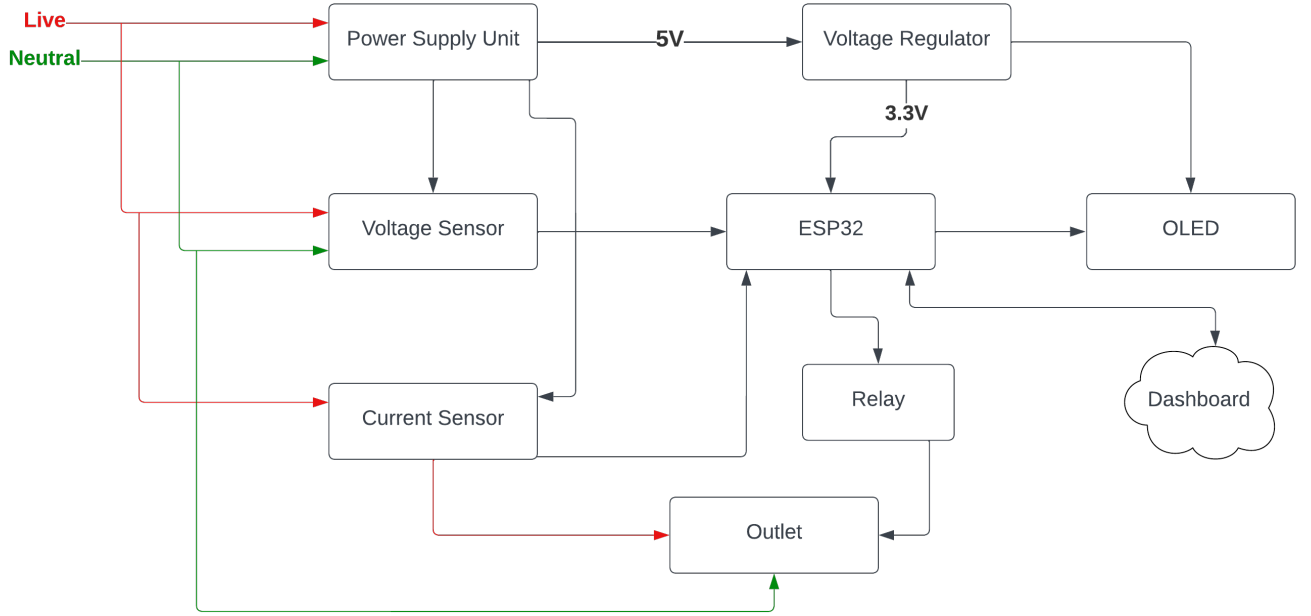 Live
Neutral
Power Supply Unit
5V
Voltage Regulator
3.3V
Voltage Sensor
ESP32
OLED
Current Sensor
Relay
Dashboard
Outlet